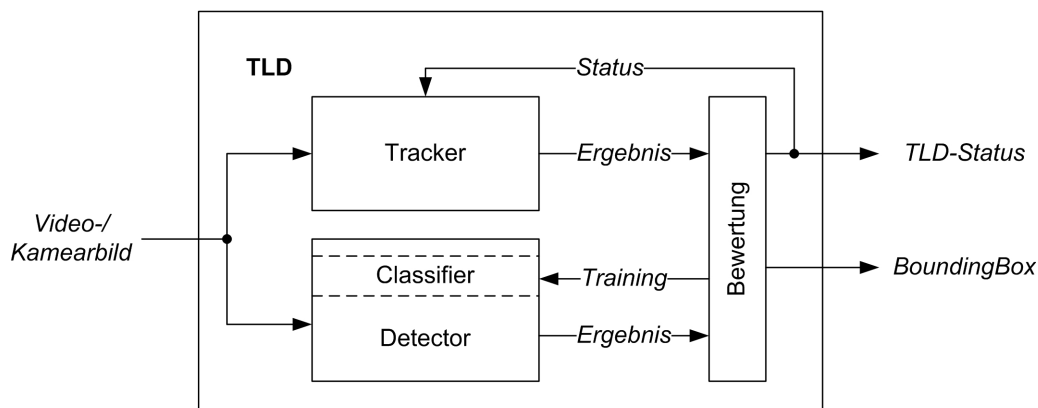 TLD
Status
Tracker
Ergebnis
TLD-Status
Video-/
Kamearbild
Classifier
Training
Bewertung
BoundingBox
Detector
Ergebnis